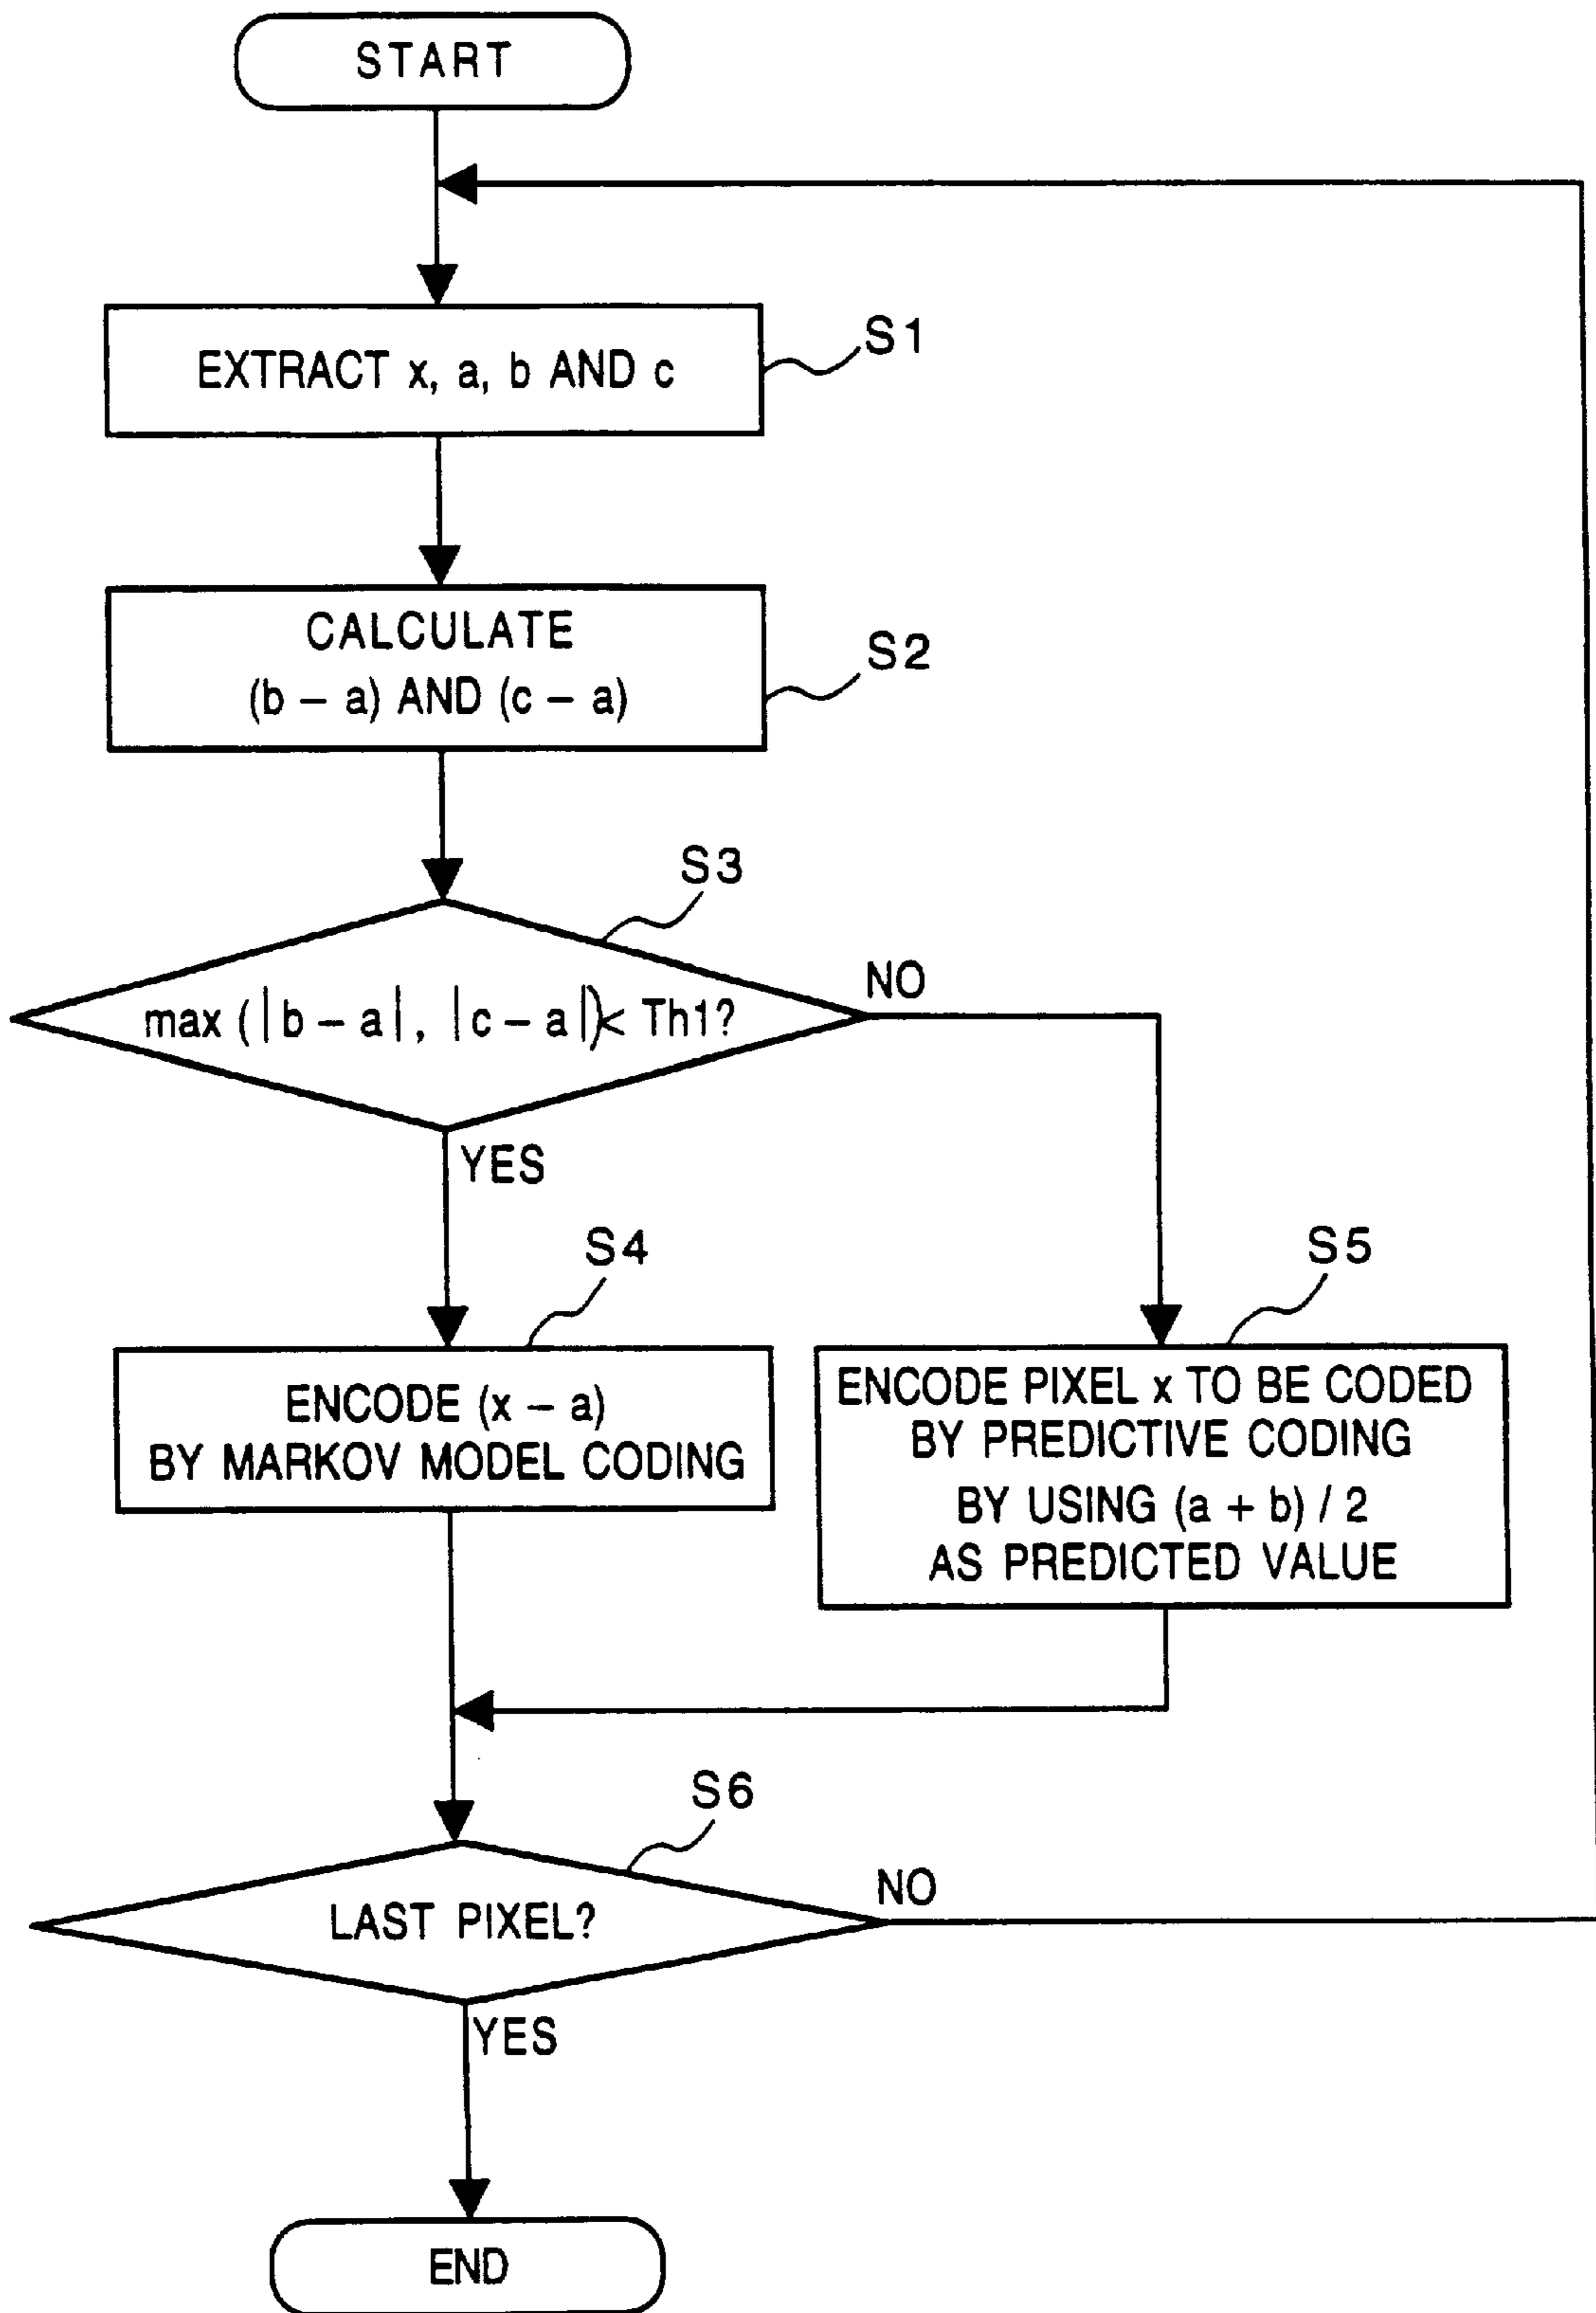 START
EXTRACT x, a, b AND c
S1
CALCULATE
(b – a) AND (c – a)
S2
S3
max (|b – a|, |c – a|)< Th1?
NO
YES
S4
ENCODE (x – a)
BY MARKOV MODEL CODING
S5
ENCODE PIXEL x TO BE CODED
BY PREDICTIVE CODING
BY USING (a + b) / 2
AS PREDICTED VALUE
S6
LAST PIXEL?
NO
YES
END